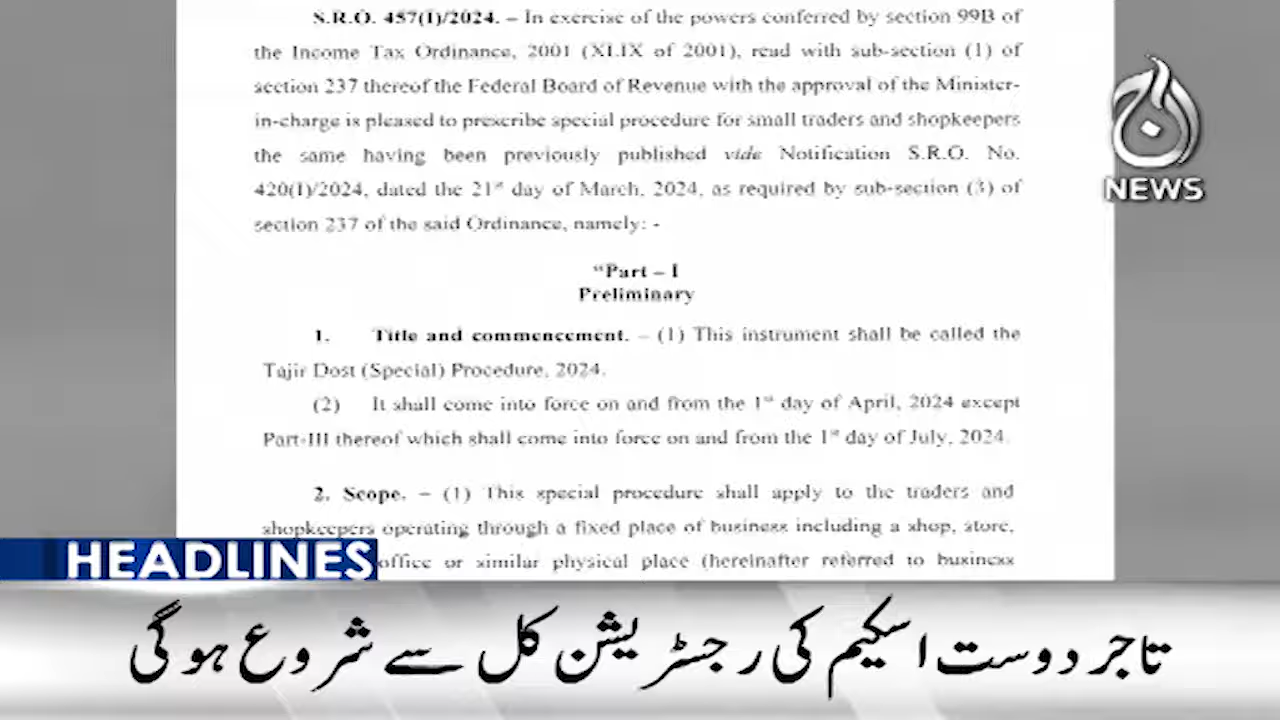 S.R.O. 457(I)/2024. – In exercise of the powers conferred by section 99B of
the Income Tax Ordinance, 2001 (XLIX of 2001), read with sub-section (1) of
section 237 thereof the Federal Board of Revenue with the approval of the Minister-
in-charge is pleased to prescribe special procedure for small traders and shopkeepers
the same having been previously published vide Notification S.R.O. No.
420(I)/2024, dated the 21st day of March, 2024, as required by sub-section (3) of
section 237 of the said Ordinance, namely: -
"Part – I
Preliminary
1. Title and commencement. – (1) This instrument shall be called the
Tajir Dost (Special) Procedure, 2024.
(2) It shall come into force on and from the 1st day of April, 2024 except
Part-III thereof which shall come into force on and from the 1st day of July, 2024.
2. Scope. – (1) This special procedure shall apply to the traders and
shopkeepers operating through a fixed place of business including a shop, store,
office or similar physical place (hereinafter referred to business
آج
NEWS
HEADLINES
تاجر دوست اسکیم کی رجسٹریشن کل سے شروع ہوگی